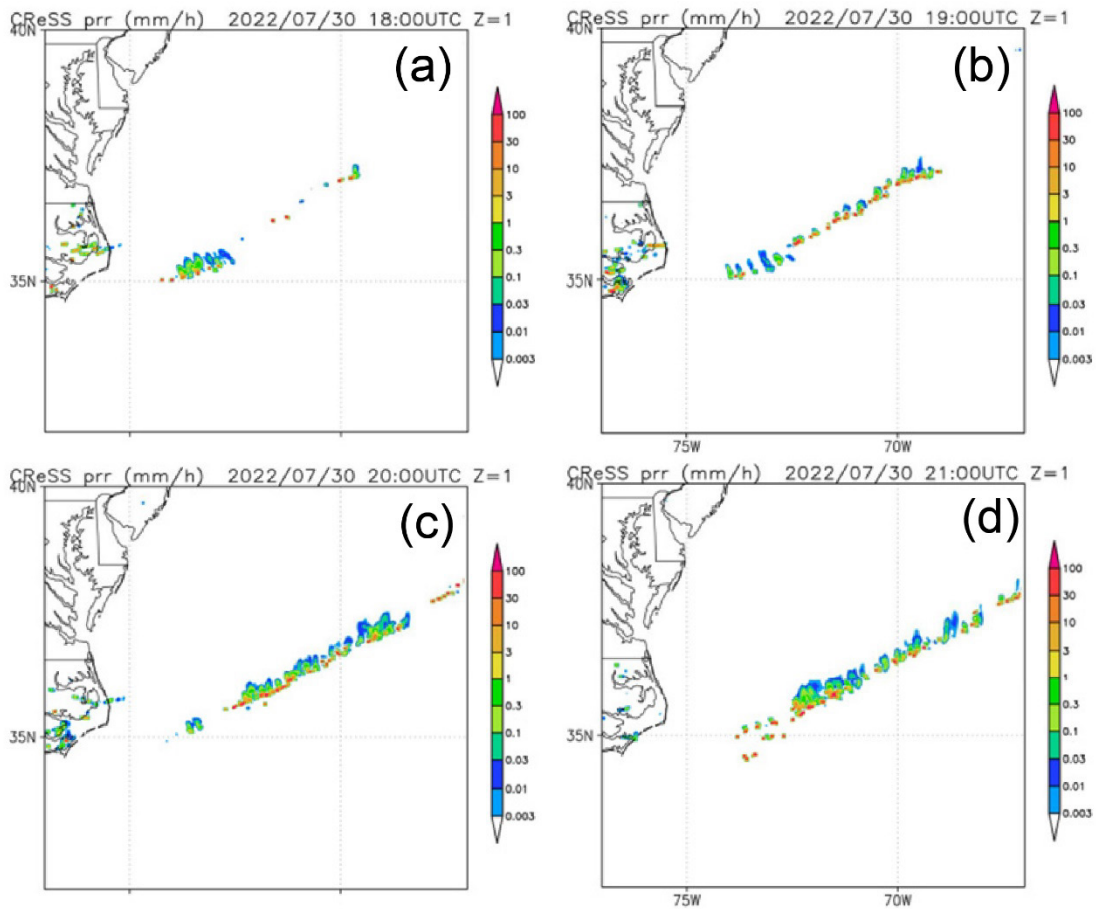 CReSS prr (mm/h) 2022/07/30 18:00UTC Z=1
40N
(a)
100
30
10
3
1
0.3
0.1
0.03
0.01
0.003
35N
CReSS prr (mm/h) 2022/07/30 19:00UTC Z=1
40N
(b)
100
30
10
3
1
0.3
0.1
0.03
0.01
0.003
35N
75W 70W
CReSS prr (mm/h) 2022/07/30 20:00UTC Z=1
40N
(c)
100
30
10
3
1
0.3
0.1
0.03
0.01
0.003
35N
CReSS prr (mm/h) 2022/07/30 21:00UTC Z=1
40N
(d)
100
30
10
3
1
0.3
0.1
0.03
0.01
0.003
35N
75W 70W